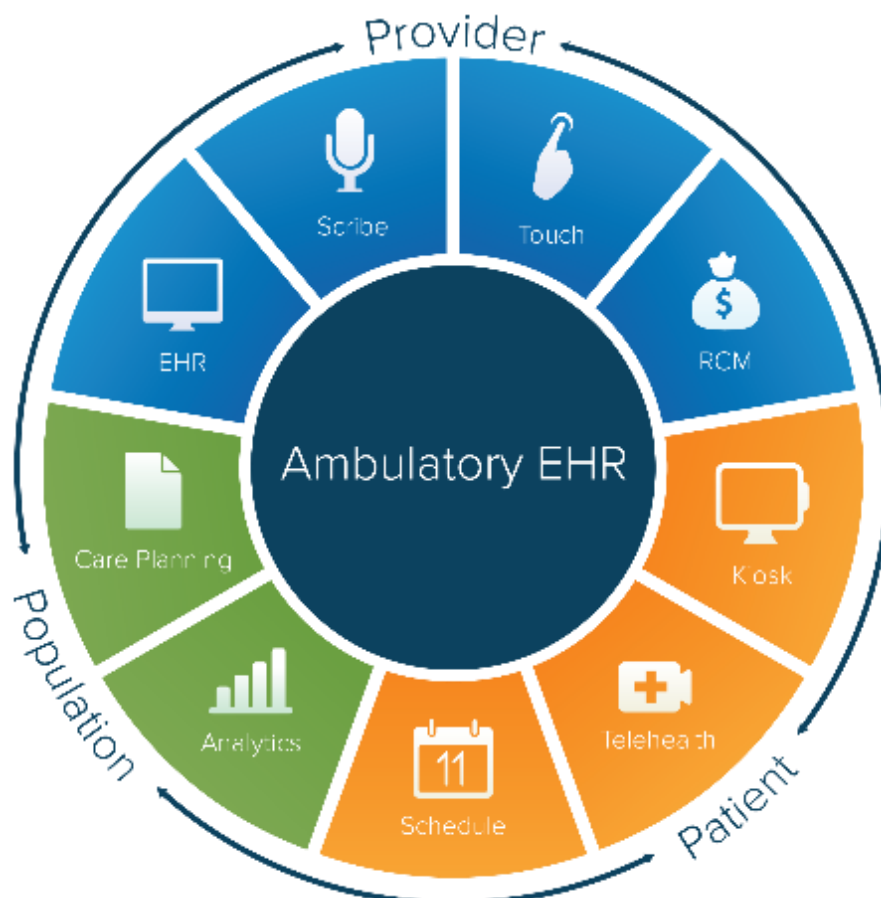 Provider
Scribe
Touch
EHR
$
RCM
Ambulatory EHR
Care Planning
Kiosk
Population
Analytics
11
Schedule
Telehealth
Patient